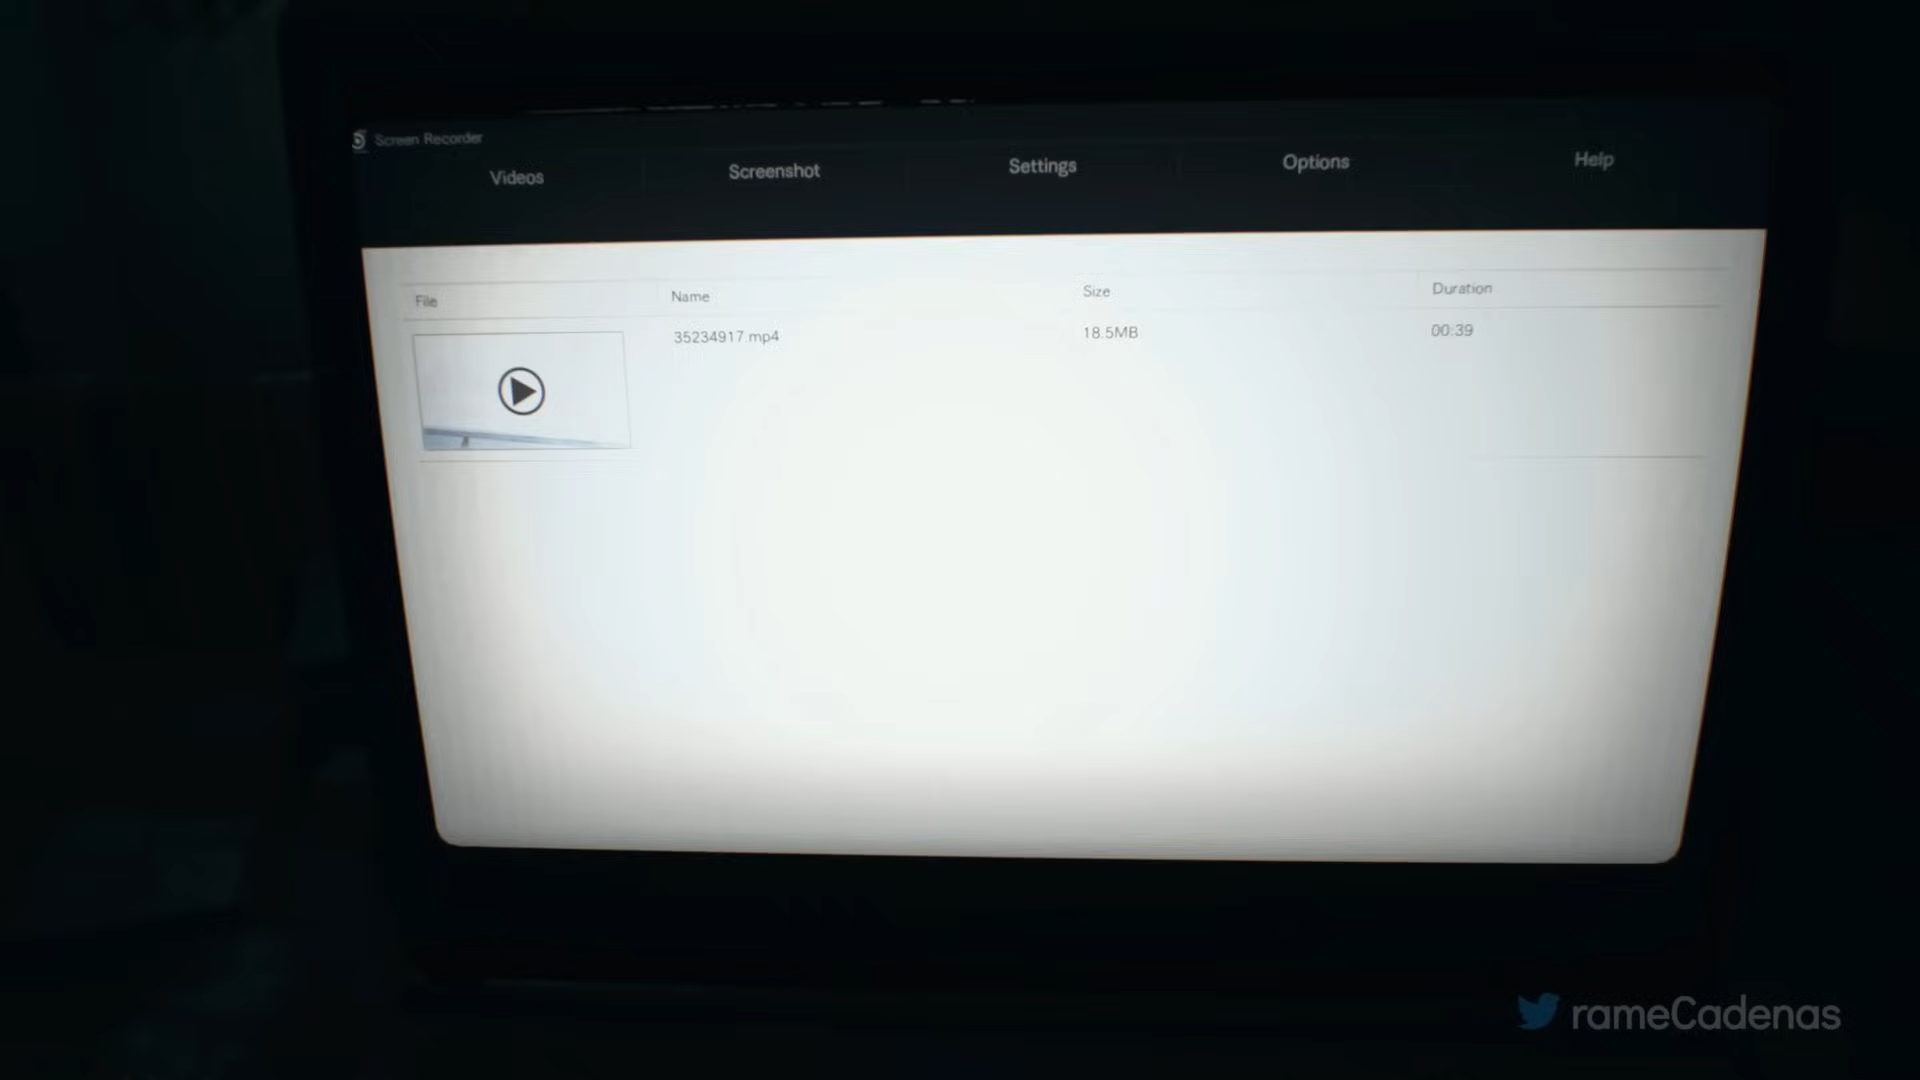 Screen Recorder
Videos Screenshot Settings Options Help
File Name Size Duration
35234917.mp4 18.5MB 00:39
rameCadenas